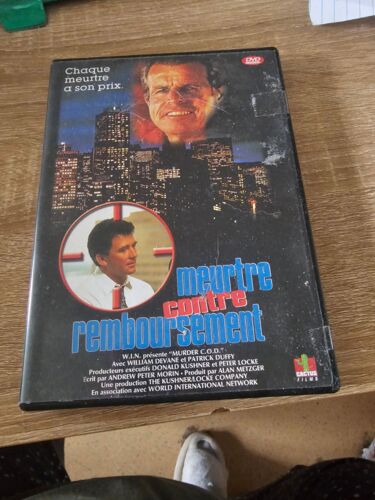 Chaque
meurtre
a son prix.
DVD
meurtre
contre
remboursement
W.I.N. présente "MURDER C.O.D."
Avec WILLIAM DEVANE et PATRICK DUFFY
Producteurs exécutifs DONALD KUSHNER et PETER LOCKE
Ecrit par ANDREW PETER MORIN - Produit par ALAN METZGER
Une production THE KUSHNER/LOCKE COMPANY
En association avec WORLD INTERNATIONAL NETWORK
CACTUS
FILMS